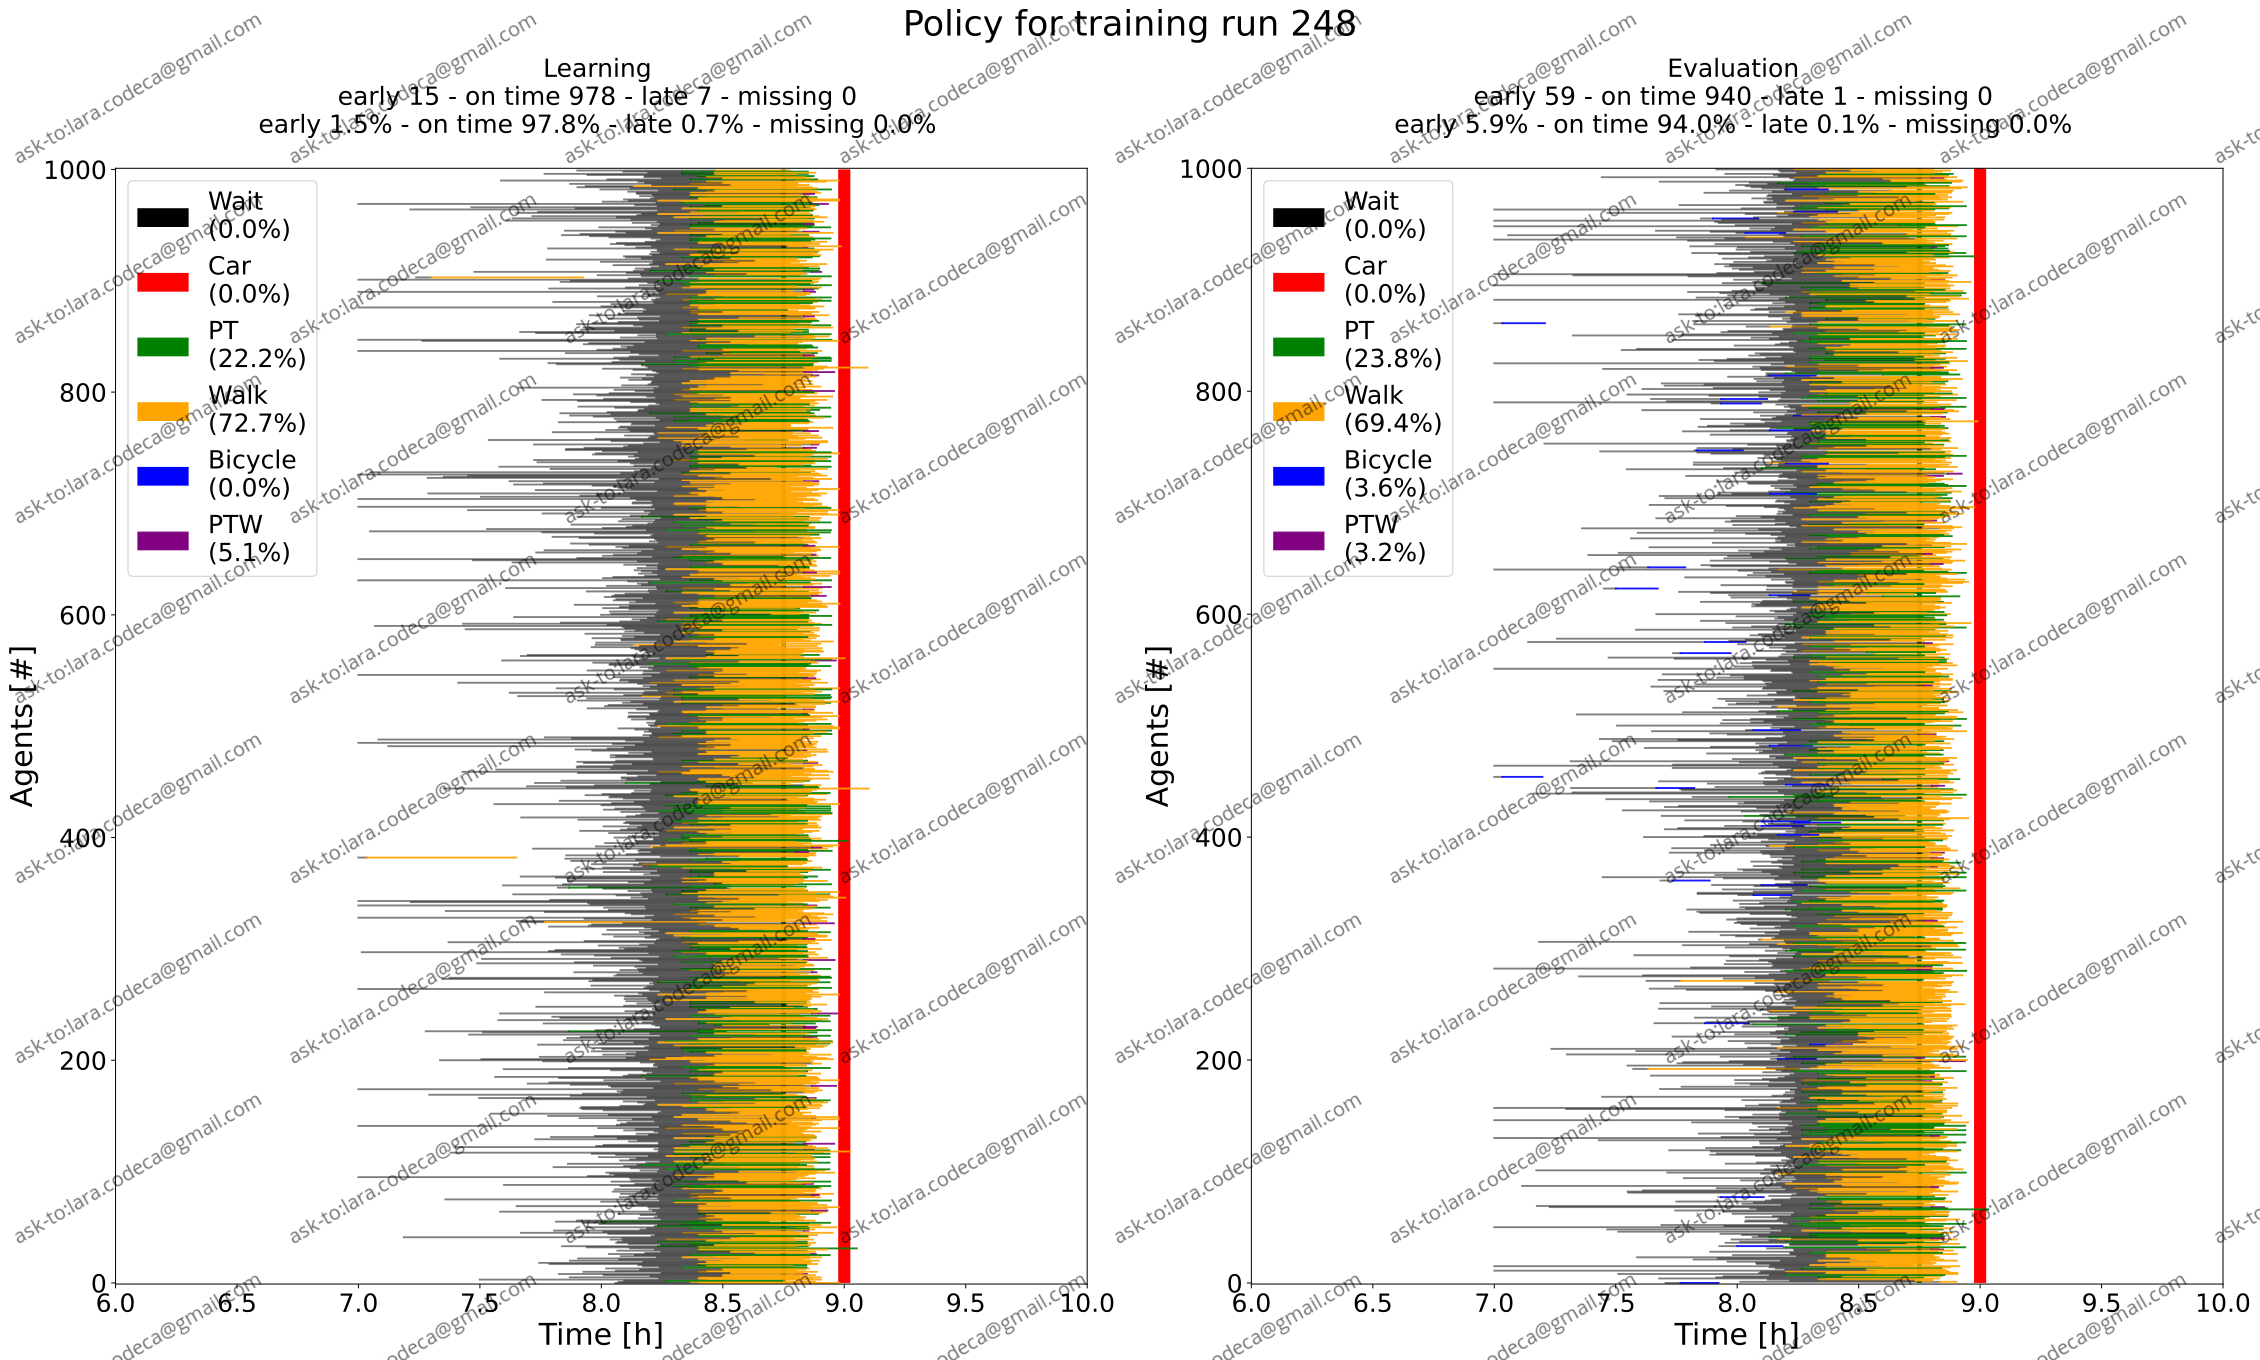 Policy for training run 248
Learning
early 15 - on time 978 - late 7 - missing 0
early 1.5% - on time 97.8% - late 0.7% - missing 0.0%
1000
800
600
400
200
0
Agents [#]
Wait
(0.0%)
Car
(0.0%)
PT
(22.2%)
Walk
(72.7%)
Bicycle
(0.0%)
PTW
(5.1%)
6.0 6.5 7.0 7.5 8.0 8.5 9.0 9.5 10.0
Time [h]
Evaluation
early 59 - on time 940 - late 1 - missing 0
early 5.9% - on time 94.0% - late 0.1% - missing 0.0%
1000
800
600
400
200
0
Agents [#]
Wait
(0.0%)
Car
(0.0%)
PT
(23.8%)
Walk
(69.4%)
Bicycle
(3.6%)
PTW
(3.2%)
6.0 6.5 7.0 7.5 8.0 8.5 9.0 9.5 10.0
Time [h]
ask-to:lara.codeca@gmail.com